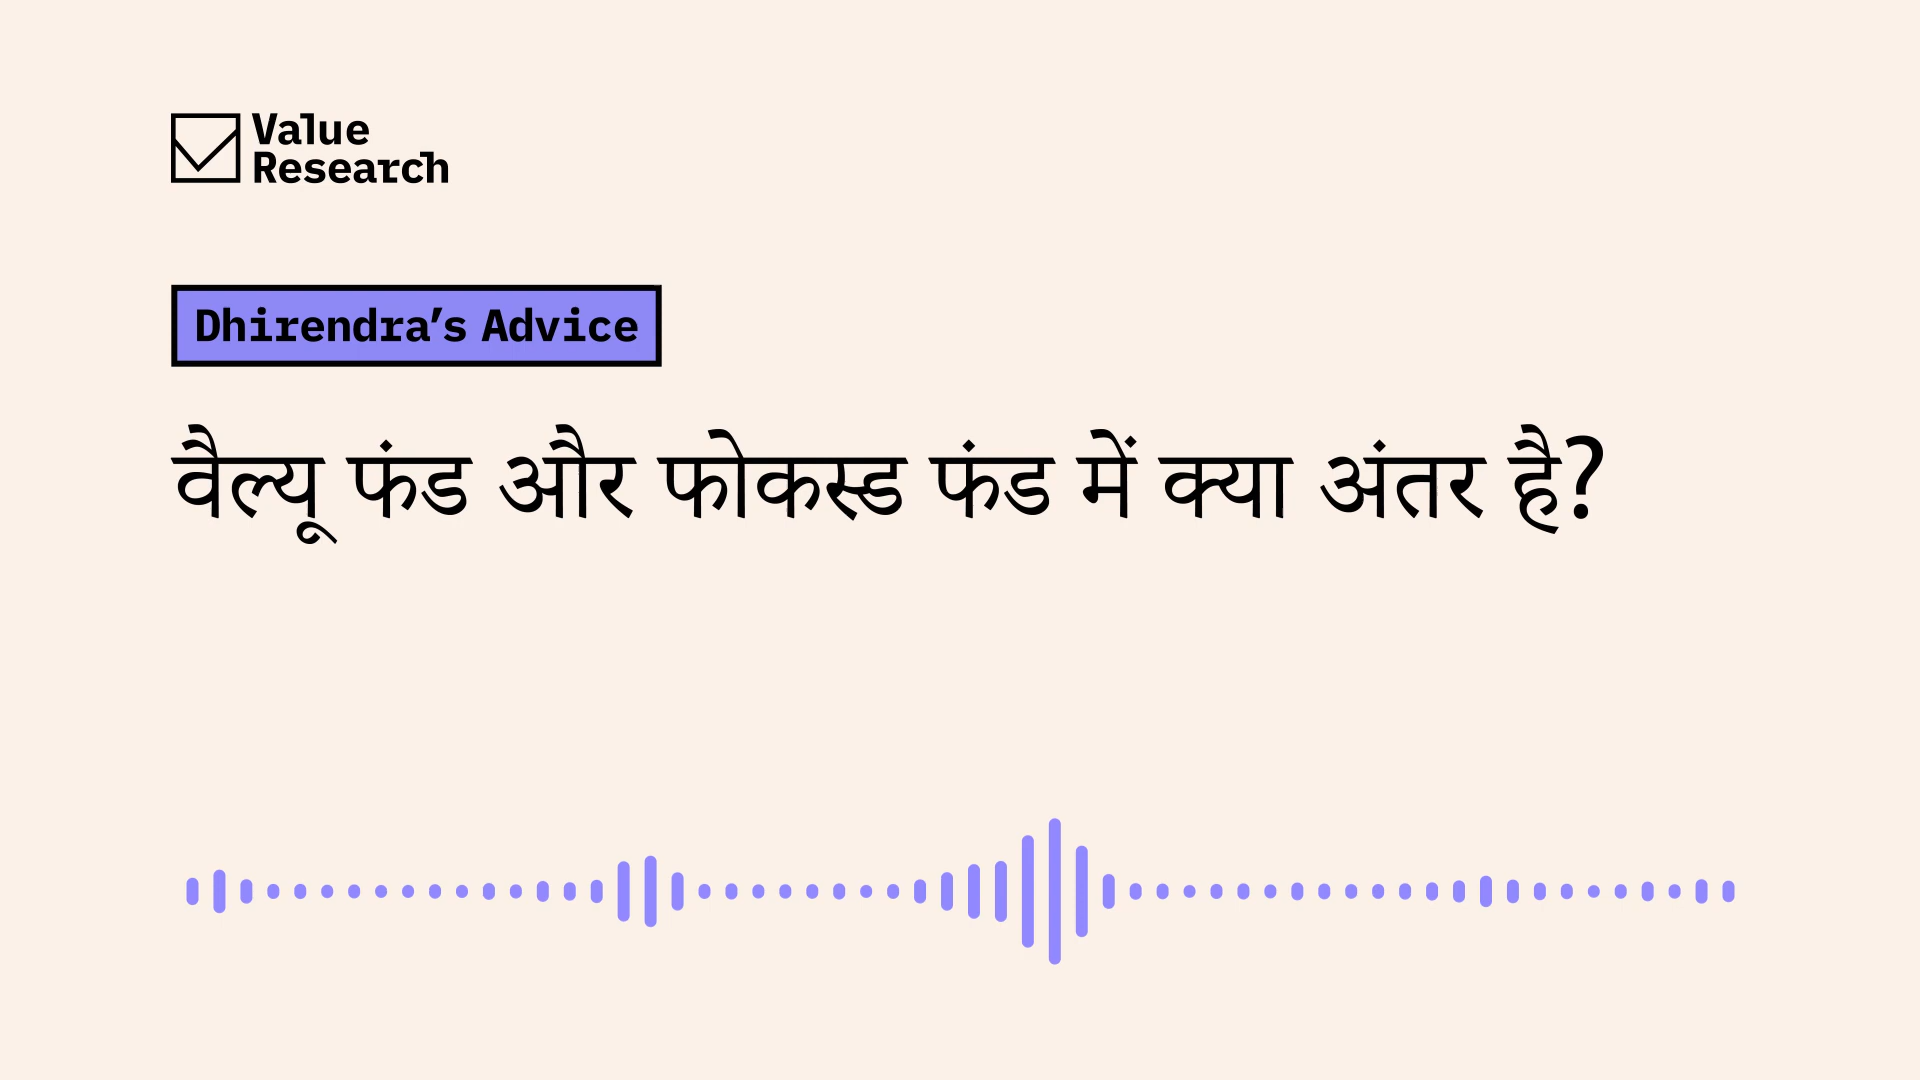 Value
Research
Dhirendra’s Advice
वैल्यू फंड और फोकस्ड फंड में क्या अंतर है?